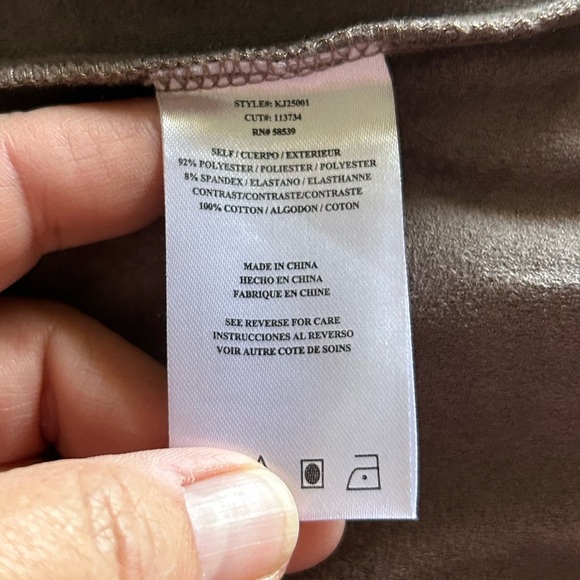 STYLE#: KJ25001
CUT#: 113734
RN# 58539
SELF / CUERPO / EXTERIEUR
92% POLYESTER / POLIESTER / POLYESTER
8% SPANDEX / ELASTANO / ELASTHANNE
CONTRAST/CONTRASTE/CONTRASTE
100% COTTON / ALGODON / COTON
MADE IN CHINA
HECHO EN CHINA
FABRIQUE EN CHINE
SEE REVERSE FOR CARE
INSTRUCCIONES AL REVERSO
VOIR AUTRE COTE DE SOINS